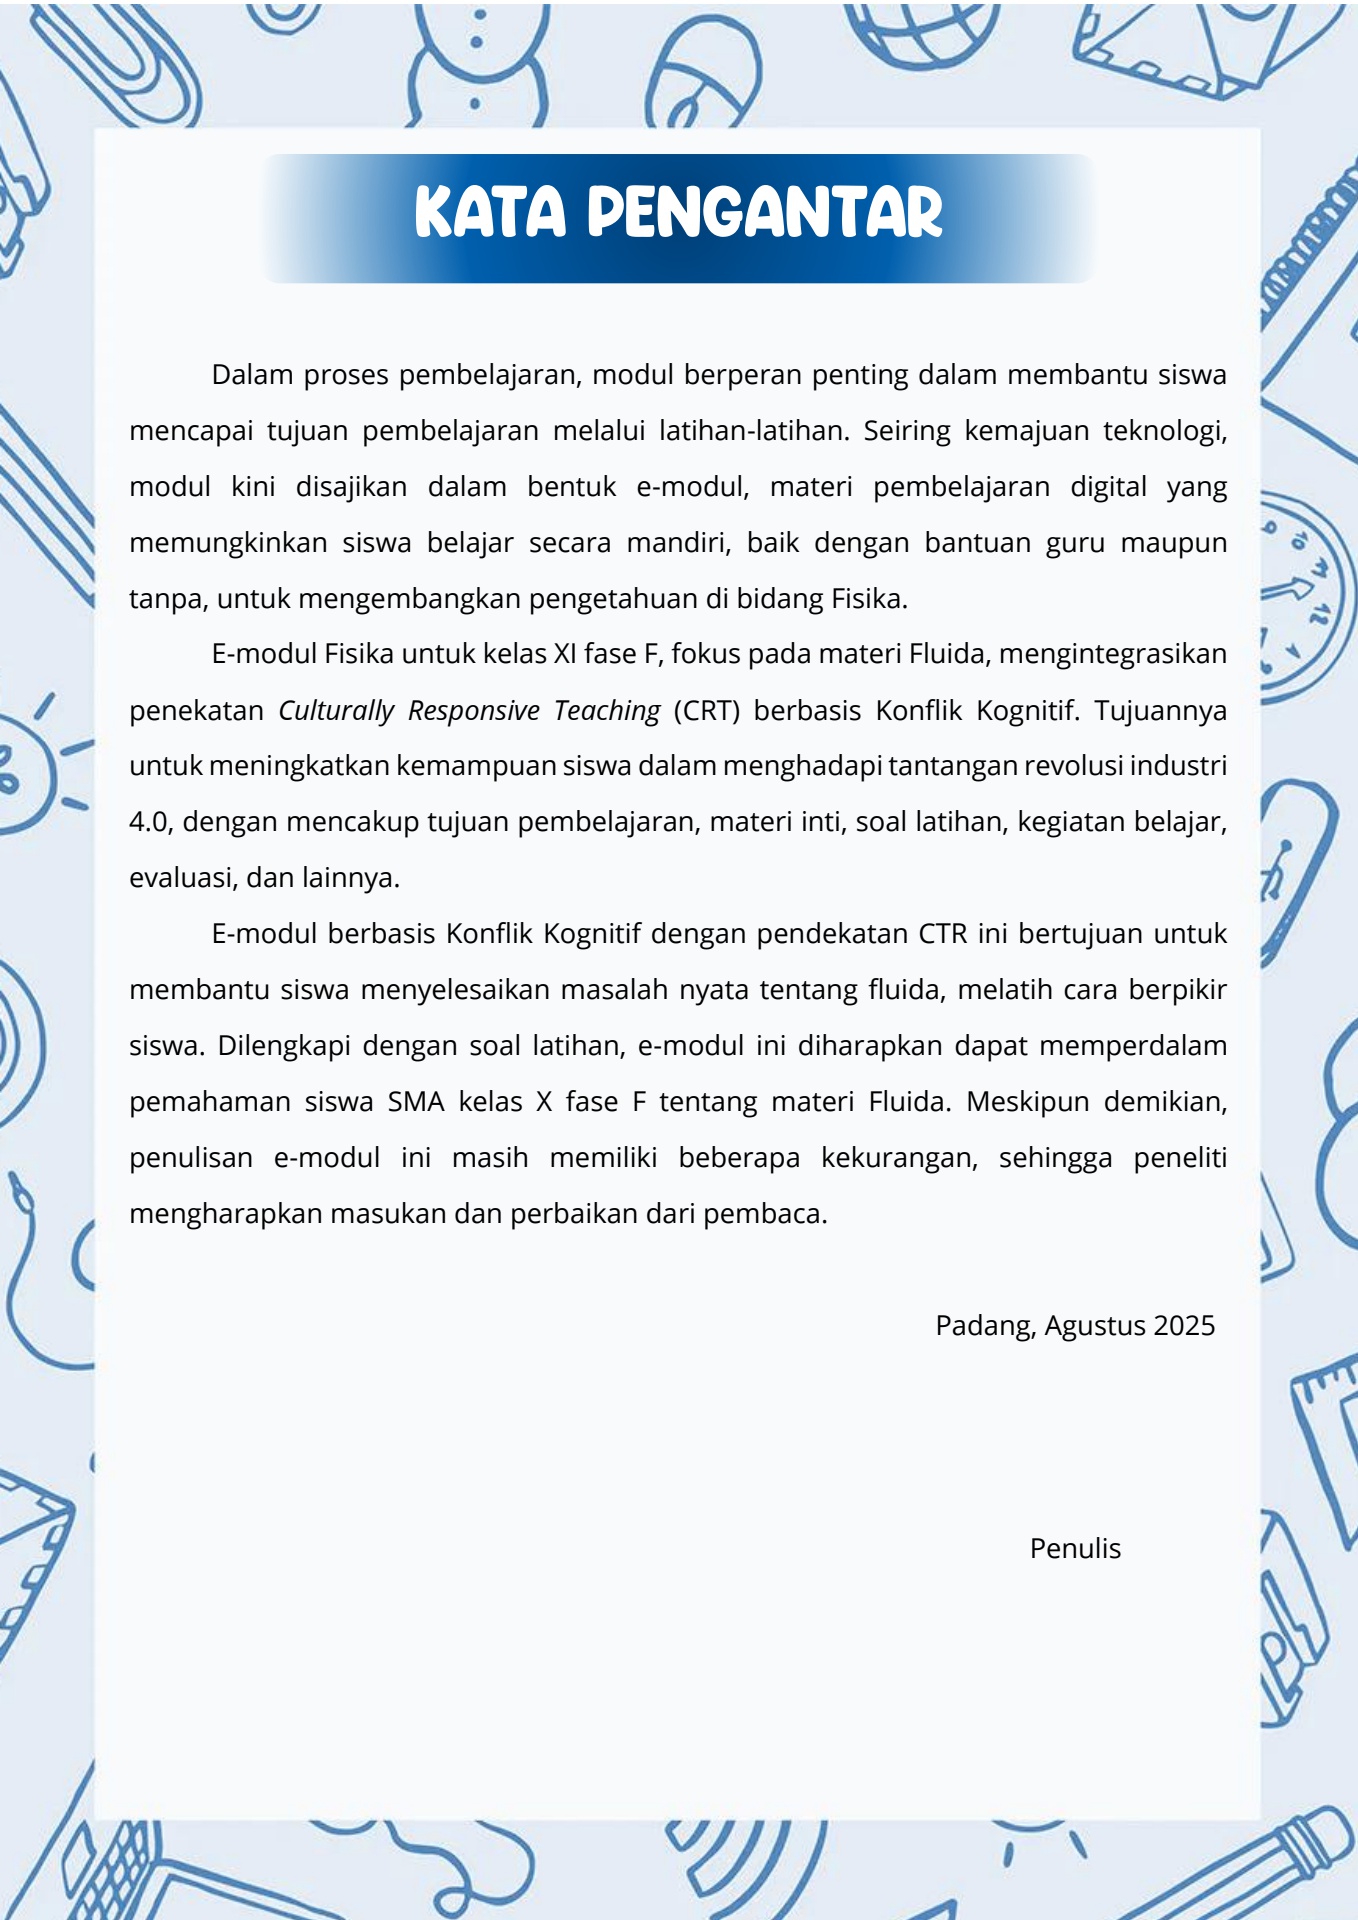 KATA PENGANTAR
Dalam proses pembelajaran, modul berperan penting dalam membantu siswa
mencapai tujuan pembelajaran melalui latihan-latihan. Seiring kemajuan teknologi,
modul kini disajikan dalam bentuk e-modul, materi pembelajaran digital yang
memungkinkan siswa belajar secara mandiri, baik dengan bantuan guru maupun
tanpa, untuk mengembangkan pengetahuan di bidang Fisika.
E-modul Fisika untuk kelas XI fase F, fokus pada materi Fluida, mengintegrasikan
penekatan Culturally Responsive Teaching (CRT) berbasis Konflik Kognitif. Tujuannya
untuk meningkatkan kemampuan siswa dalam menghadapi tantangan revolusi industri
4.0, dengan mencakup tujuan pembelajaran, materi inti, soal latihan, kegiatan belajar,
evaluasi, dan lainnya.
E-modul berbasis Konflik Kognitif dengan pendekatan CTR ini bertujuan untuk
membantu siswa menyelesaikan masalah nyata tentang fluida, melatih cara berpikir
siswa. Dilengkapi dengan soal latihan, e-modul ini diharapkan dapat memperdalam
pemahaman siswa SMA kelas X fase F tentang materi Fluida. Meskipun demikian,
penulisan e-modul ini masih memiliki beberapa kekurangan, sehingga peneliti
mengharapkan masukan dan perbaikan dari pembaca.
Padang, Agustus 2025
Penulis